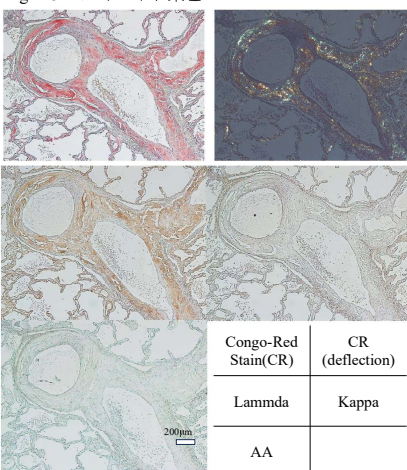 200μm
Congo-Red
Stain(CR)
CR
(deflection)
Lammda
Kappa
AA